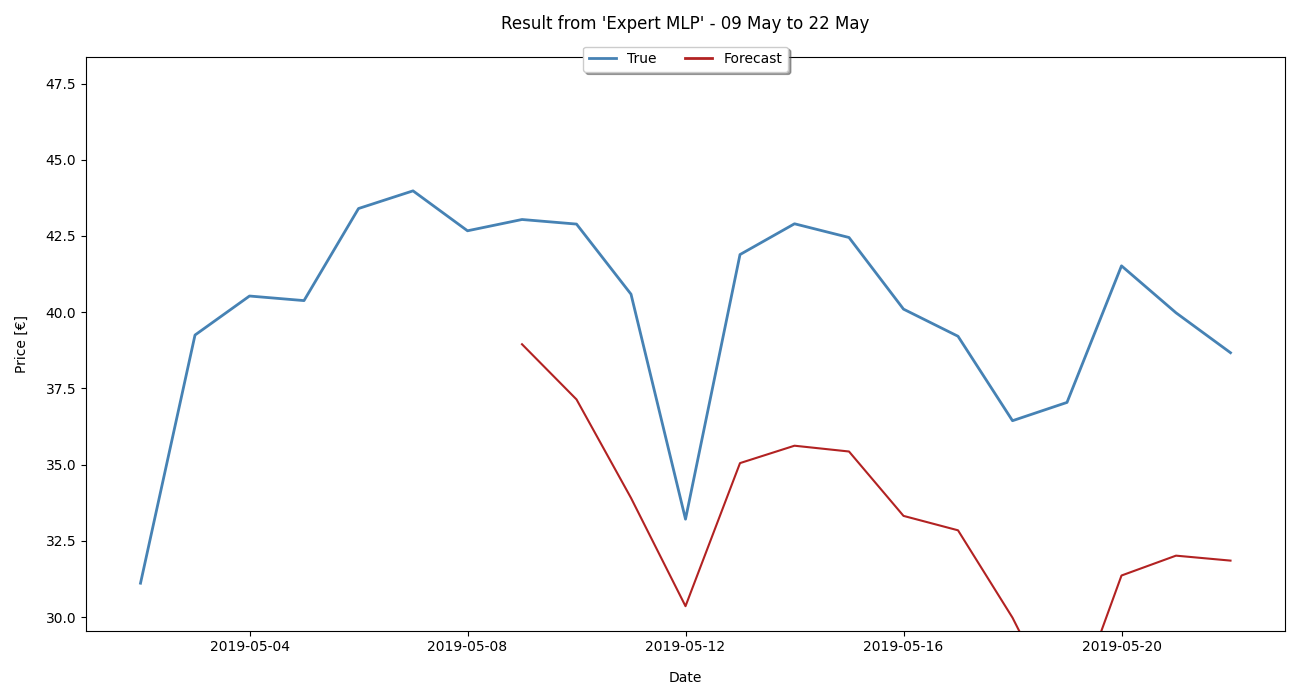 Result from 'Expert MLP' - 09 May to 22 May
True Forecast
47.5
45.0
42.5
40.0
37.5
35.0
32.5
30.0
Price [€]
2019-05-04 2019-05-08 2019-05-12 2019-05-16 2019-05-20
Date